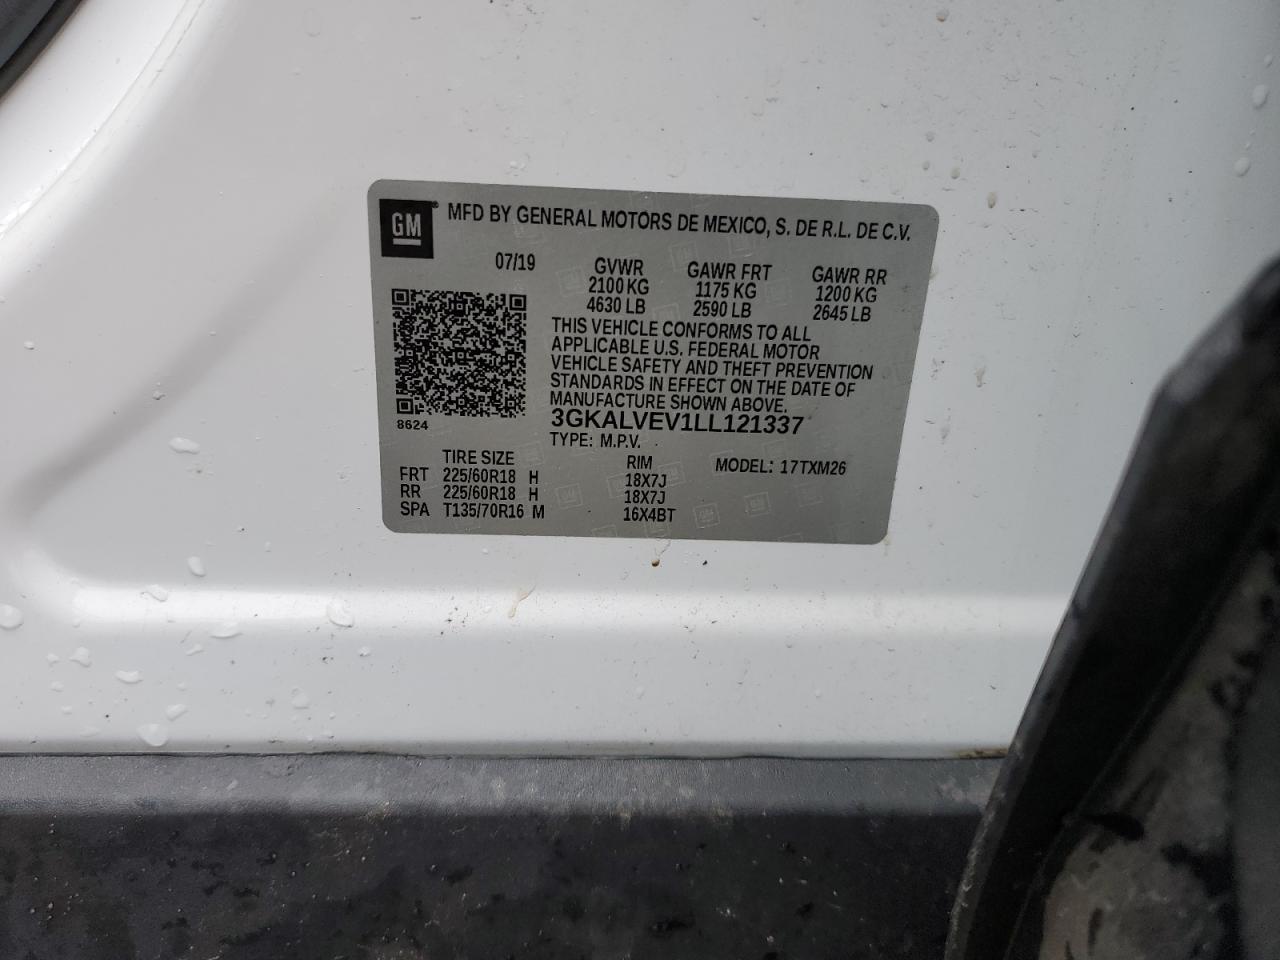 GM® MFD BY GENERAL MOTORS DE MEXICO, S. DE R.L. DE C.V.
07/19 GVWR GAWR FRT GAWR RR
2100 KG 1175 KG 1200 KG
4630 LB 2590 LB 2645 LB
THIS VEHICLE CONFORMS TO ALL
APPLICABLE U.S. FEDERAL MOTOR
VEHICLE SAFETY AND THEFT PREVENTION
STANDARDS IN EFFECT ON THE DATE OF
MANUFACTURE SHOWN ABOVE.
8624 3GKALVEV1LL121337
TYPE: M.P.V.
TIRE SIZE RIM MODEL: 17TXM26
FRT 225/60R18 H 18X7J
RR 225/60R18 H 18X7J
SPA T135/70R16 M 16X4BT